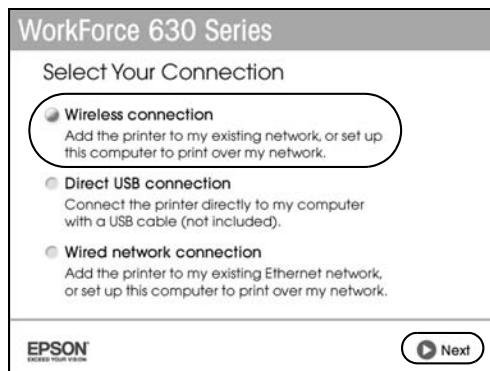 WorkForce 630 Series
Select Your Connection
Wireless connection
Add the printer to my existing network, or set up
this computer to print over my network.
Direct USB connection
Connect the printer directly to my computer
with a USB cable (not included).
Wired network connection
Add the printer to my existing Ethernet network,
or set up this computer to print over my network.
EPSON
EXCEED YOUR VISION
Next